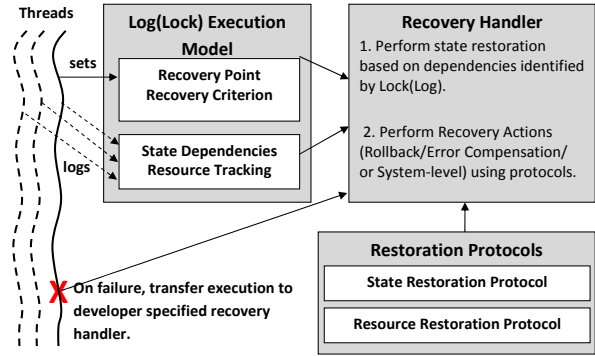 Threads
Log(Lock) Execution
Model
sets
Recovery Point
Recovery Criterion
State Dependencies
Resource Tracking
logs
Recovery Handler
1. Perform state restoration
based on dependencies identified
by Lock(Log).
2. Perform Recovery Actions
(Rollback/Error Compensation/
or System-level) using protocols.
Restoration Protocols
State Restoration Protocol
Resource Restoration Protocol
X
On failure, transfer execution to
developer specified recovery
handler.